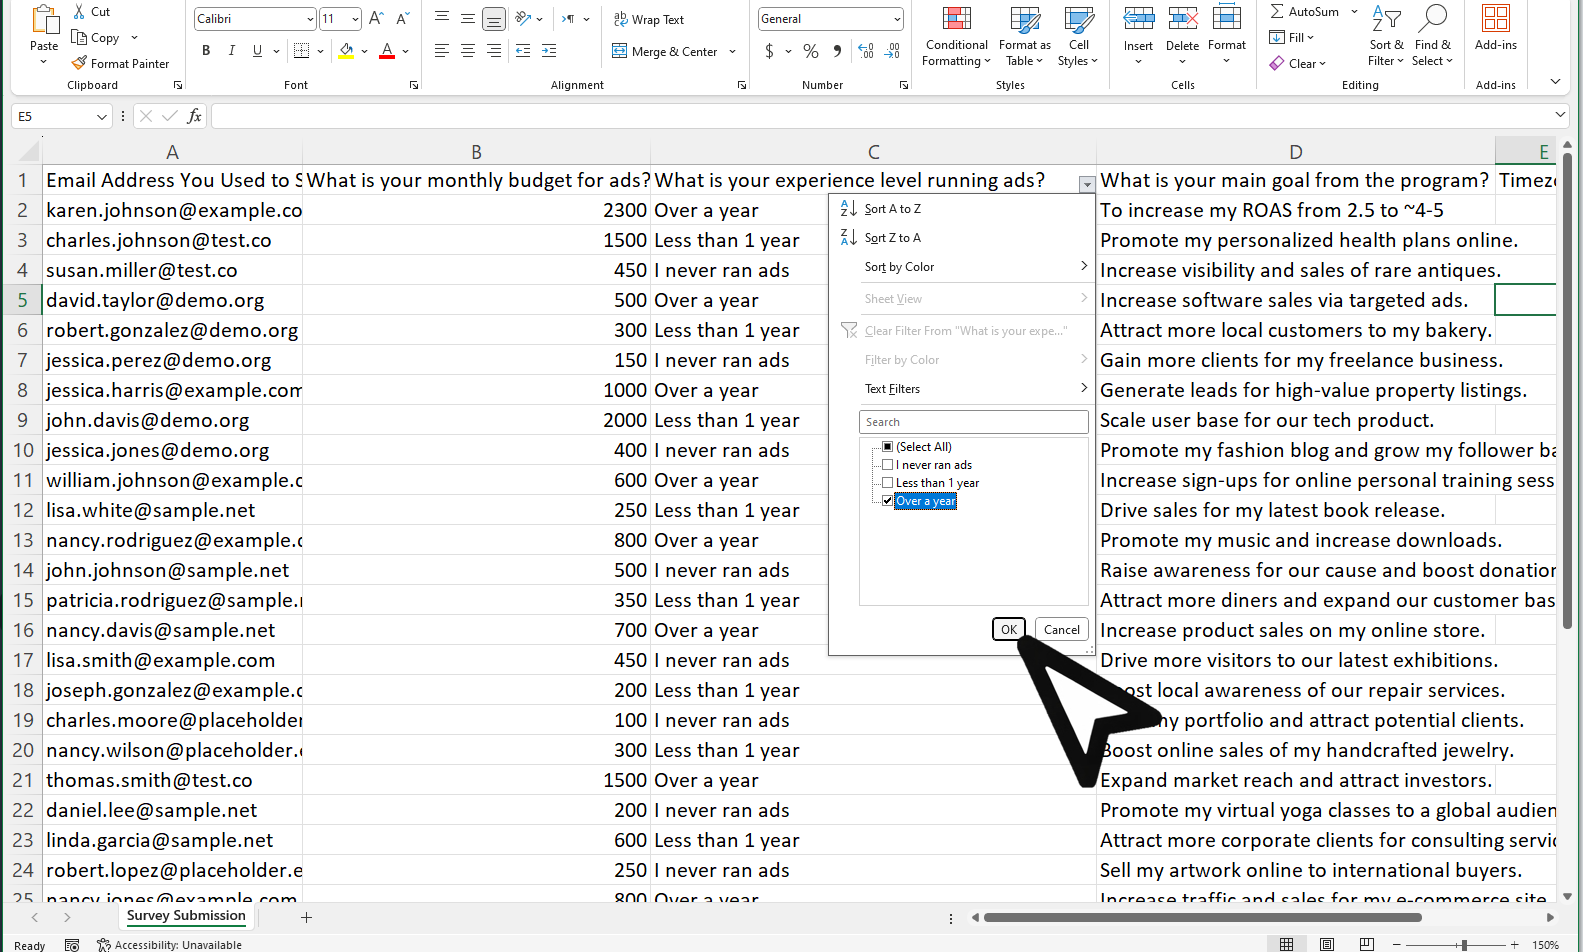 Cut
Copy
Format Painter
Paste
Clipboard
Calibri
11
A
A
B
I
U
A
Font
ab
Wrap Text
Merge & Center
Alignment
General
$
%
Number
Conditional
Formatting
Format as
Table
Cell
Styles
Styles
Insert
Delete
Format
Cells
AutoSum
Fill
Clear
Sort &
Filter
Find &
Select
Editing
Add-ins
Add-ins
E5
fx
A B C D E
1 Email Address You Used to S What is your monthly budget for ads? What is your experience level running ads? What is your main goal from the program? Timezo
2 karen.johnson@example.co 2300 Over a year To increase my ROAS from 2.5 to ~4-5
3 charles.johnson@test.co 1500 Less than 1 year Promote my personalized health plans online.
4 susan.miller@test.co 450 I never ran ads Increase visibility and sales of rare antiques.
5 david.taylor@demo.org 500 Over a year Increase software sales via targeted ads.
6 robert.gonzalez@demo.org 300 Less than 1 year Attract more local customers to my bakery.
7 jessica.perez@demo.org 150 I never ran ads Gain more clients for my freelance business.
8 jessica.harris@example.com 1000 Over a year Generate leads for high-value property listings.
9 john.davis@demo.org 2000 Less than 1 year Scale user base for our tech product.
10 jessica.jones@demo.org 400 I never ran ads Promote my fashion blog and grow my follower ba
11 william.johnson@example.c 600 Over a year Increase sign-ups for online personal training sess
12 lisa.white@sample.net 250 Less than 1 year Drive sales for my latest book release.
13 nancy.rodriguez@example.c 800 Over a year Promote my music and increase downloads.
14 john.johnson@sample.net 500 I never ran ads Raise awareness for our cause and boost donation
15 patricia.rodriguez@sample. 350 Less than 1 year Attract more diners and expand our customer bas
16 nancy.davis@sample.net 700 Over a year Increase product sales on my online store.
17 lisa.smith@example.com 450 I never ran ads Drive more visitors to our latest exhibitions.
18 joseph.gonzalez@example.c 200 Less than 1 year ost local awareness of our repair services.
19 charles.moore@placeholder 100 I never ran ads my portfolio and attract potential clients.
20 nancy.wilson@placeholder. 300 Less than 1 year Boost online sales of my handcrafted jewelry.
21 thomas.smith@test.co 1500 Over a year Expand market reach and attract investors.
22 daniel.lee@sample.net 200 I never ran ads Promote my virtual yoga classes to a global audien
23 linda.garcia@sample.net 600 Less than 1 year Attract more corporate clients for consulting servi
24 robert.lopez@placeholder.e 250 I never ran ads Sell my artwork online to international buyers.
25 nancy.jones@example.com 800 Over a year Increase traffic and sales for my e-commerce site
Sort A to Z
Sort Z to A
Sort by Color
Sheet View
Clear Filter From "What is your expe..."
Filter by Color
Text Filters
Search
(Select All)
I never ran ads
Less than 1 year
Over a year
OK
Cancel
Survey Submission
Ready
Accessibility: Unavailable
150%